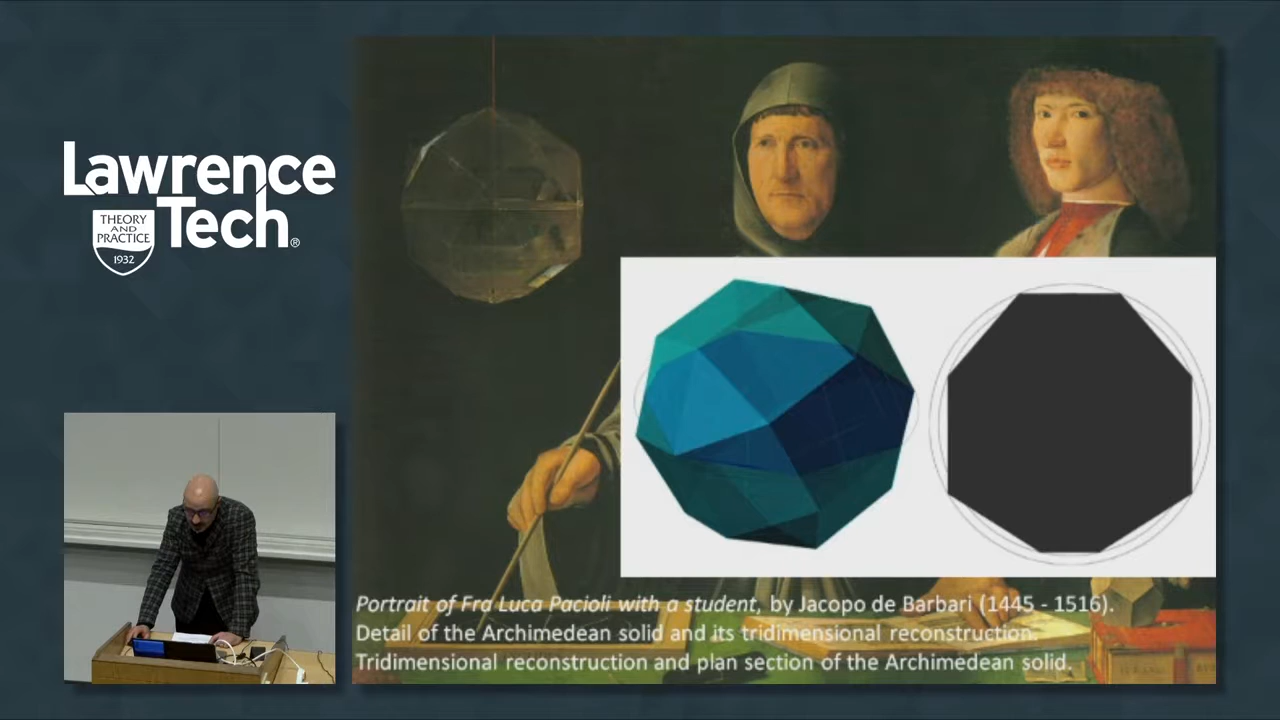 Lawrence
Tech®
THEORY
AND
PRACTICE
1932
Portrait of Fra Luca Pacioli with a student, by Jacopo de Barbari (1445 - 1516).
Detail of the Archimedean solid and its tridimensional reconstruction.
Tridimensional reconstruction and plan section of the Archimedean solid.